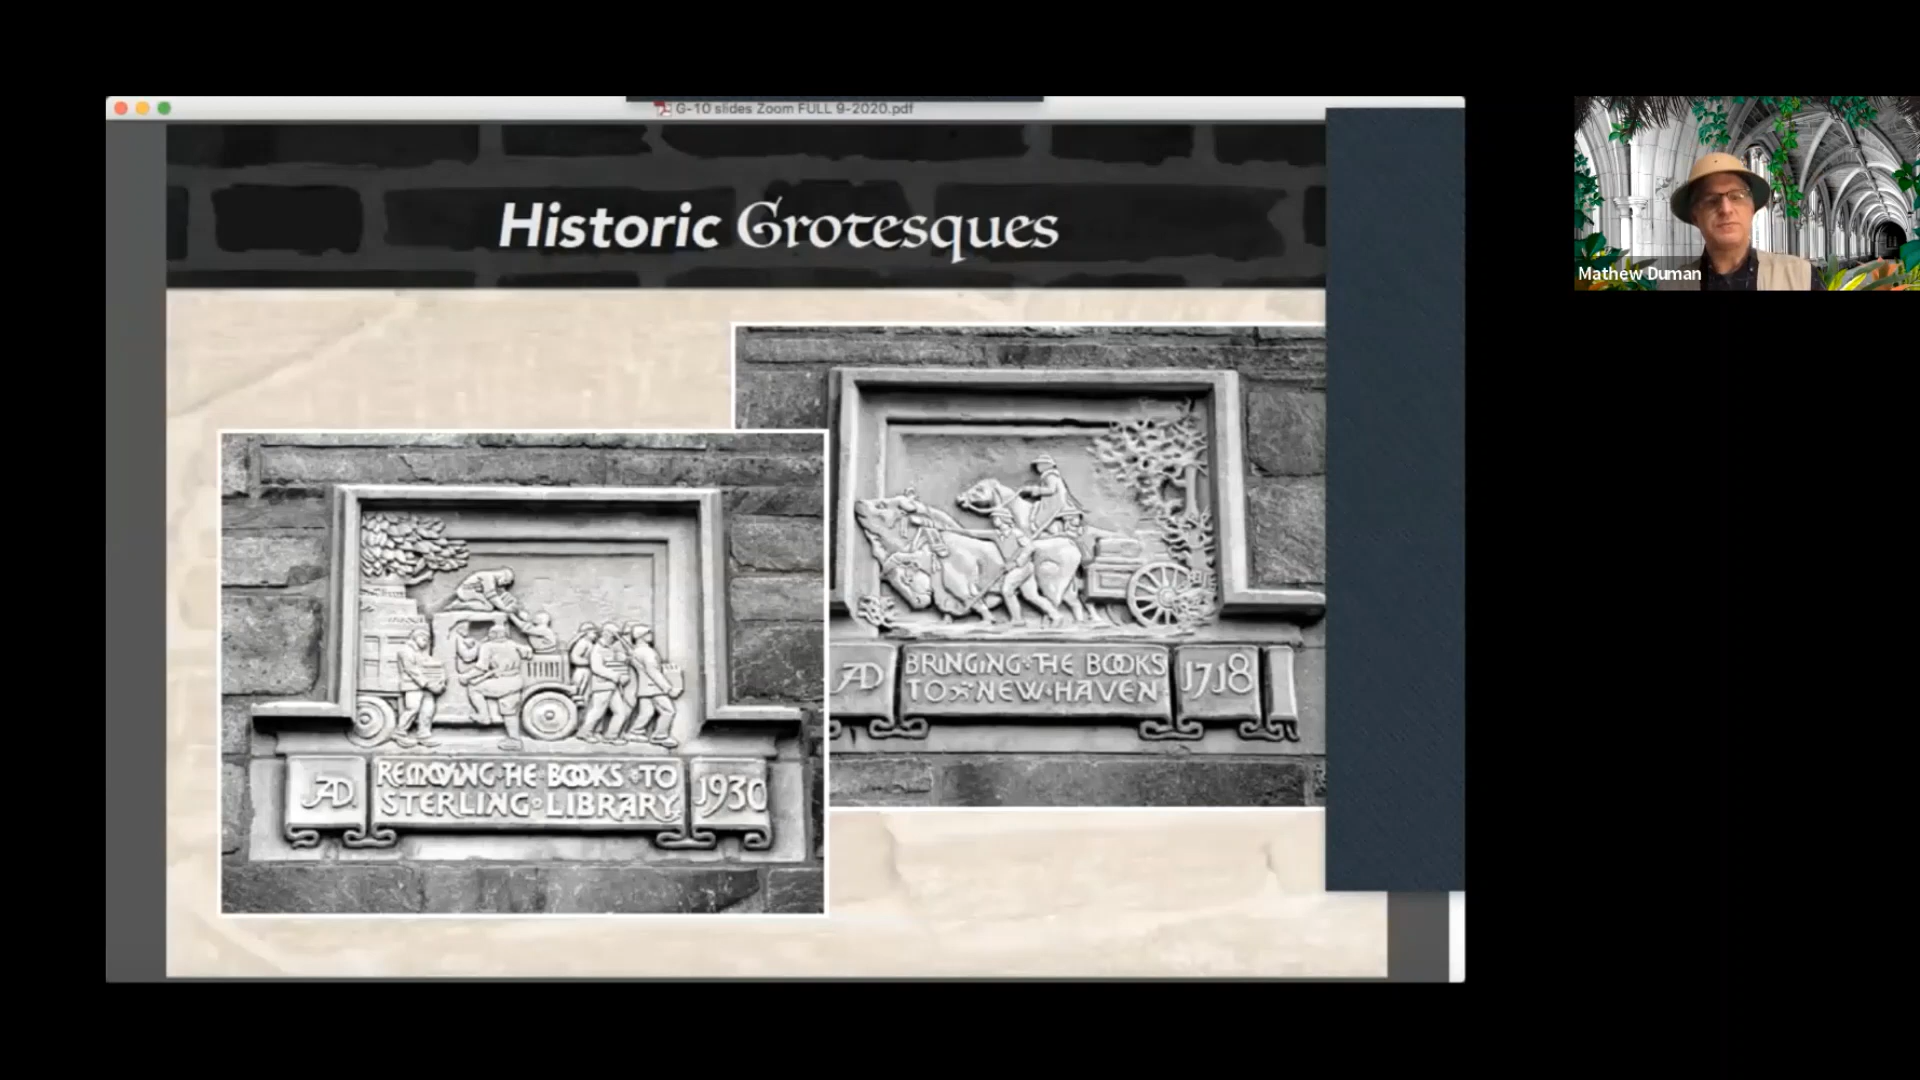 G-10 slides Zoom FULL 9-2020.pdf
Historic Grotesques
Mathew Duman
AD
BRINGING·THE BOOKS
TO NEW·HAVEN
1718
AD.
REMOVING·THE·BOOKS·TO
STERLING·LIBRARY
1930